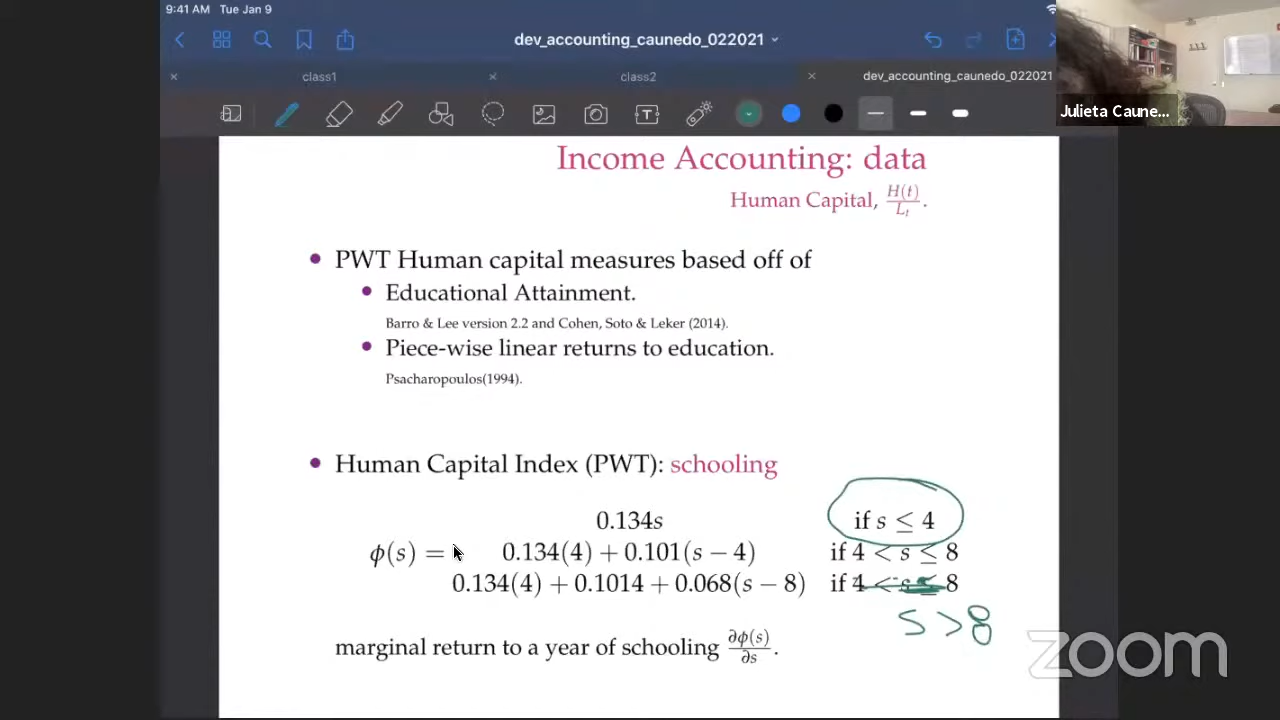 9:41 AM Tue Jan 9
dev_accounting_caunedo_022021
class1
class2
dev_accounting_caunedo_022021
Julieta Caune...
Income Accounting: data
Human Capital, H(t)/L_t.
• PWT Human capital measures based off of
• Educational Attainment.
Barro & Lee version 2.2 and Cohen, Soto & Leker (2014).
• Piece-wise linear returns to education.
Psacharopoulos(1994).
• Human Capital Index (PWT): schooling
0.134s if s ≤ 4
ϕ(s) = 0.134(4) + 0.101(s − 4) if 4 < s ≤ 8
0.134(4) + 0.1014 + 0.068(s − 8) if 4 < s ≤ 8
s > 8
marginal return to a year of schooling ∂ϕ(s)/∂s.
zoom